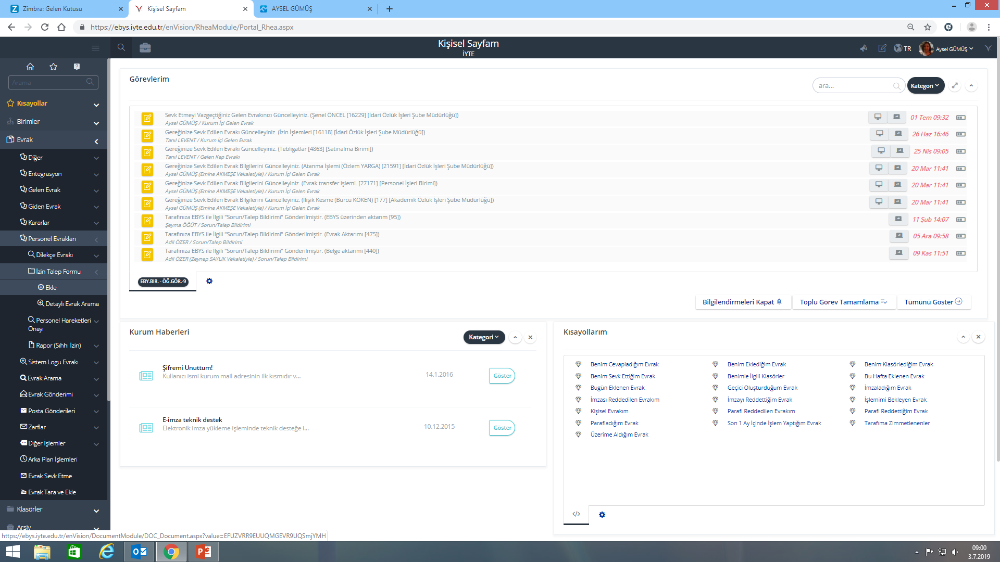 Zimbra: Gelen Kutusu
Kişisel Sayfam
AYSEL GÜMÜŞ
https://ebys.iyte.edu.tr/enVision/RheaModule/Portal_Rhea.aspx
Kişisel Sayfam
İYTE
TR
Aysel GÜMÜŞ
Arama
Kısayollar
Birimler
Evrak
Diğer
Entegrasyon
Gelen Evrak
Giden Evrak
Kararlar
Personel Evrakları
Dilekçe Evrakı
İzin Talep Formu
Ekle
Detaylı Evrak Arama
Personel Hareketleri
Onayı
Rapor (Sıhhi İzin)
Sistem Logu Evrakı
Evrak Arama
Evrak Gönderimi
Posta Gönderileri
Zarflar
Diğer İşlemler
Arka Plan İşlemleri
Evrak Sevk Etme
Evrak Tara ve Ekle
Klasörler
Arşiv
Görevlerim
ara...
Kategori
Sevk Etmeyi Vazgeçtiğiniz Gelen Evrakınızı Güncelleyiniz. (Şenel ÖNCEL [16229] [İdari Özlük İşleri Şube Müdürlüğü])
Aysel GÜMÜŞ / Kurum İçi Gelen Evrak
01 Tem 09:32
Gereğinize Sevk Edilen Evrakı Güncelleyiniz. (İzin İşlemleri [16118] [İdari Özlük İşleri Şube Müdürlüğü])
Tanıl LEVENT / Kurum İçi Gelen Evrak
26 Haz 16:46
Gereğinize Sevk Edilen Evrakı Güncelleyiniz. (Tebligatlar [4863] [Satınalma Birimi])
Tanıl LEVENT / Gelen Kep Evrakı
25 Nis 09:05
Gereğinize Sevk Edilen Evrak Bilgilerini Güncelleyiniz. (Atanma İşlemi (Özlem YARGA) [21591] [İdari Özlük İşleri Şube Müdürlüğü])
Aysel GÜMÜŞ (Emine AKMEŞE Vekaletiyle) / Kurum İçi Gelen Evrak
20 Mar 11:41
Gereğinize Sevk Edilen Evrak Bilgilerini Güncelleyiniz. (Evrak transfer işlemi. [27171] [Personel İşleri Birimi])
Aysel GÜMÜŞ (Emine AKMEŞE Vekaletiyle) / Kurum İçi Gelen Evrak
20 Mar 11:41
Gereğinize Sevk Edilen Evrak Bilgilerini Güncelleyiniz. (İlişik Kesme (Burcu KÖKEN) [177] [Akademik Özlük İşleri Şube Müdürlüğü])
Aysel GÜMÜŞ (Emine AKMEŞE Vekaletiyle) / Kurum İçi Gelen Evrak
20 Mar 11:41
Tarafınıza EBYS ile İlgili "Sorun/Talep Bildirimi" Gönderilmiştir. (EBYS üzerinden aktarım [95])
Şeyma ÖĞÜT / Sorun/Talep Bildirimi
11 Şub 14:07
Tarafınıza EBYS ile İlgili "Sorun/Talep Bildirimi" Gönderilmiştir. (Evrak Aktarımı [475])
Adil ÖZER / Sorun/Talep Bildirimi
05 Ara 09:58
Tarafınıza EBYS ile İlgili "Sorun/Talep Bildirimi" Gönderilmiştir. (Belge aktarımı [440])
Adil ÖZER (Zeynep SAYLIK Vekaletiyle) / Sorun/Talep Bildirimi
09 Kas 11:51
EBY.BIR. - ÖĞ.GÖR.-9
Bilgilendirmeleri Kapat
Toplu Görev Tamamlama
Tümünü Göster
Kurum Haberleri
Kategori
Şifremi Unuttum!
Kullanıcı ismi kurum mail adresinin ilk kısmıdır v...
14.1.2016
Göster
E-imza teknik destek
Elektronik imza yükleme işleminde teknik desteğe i...
10.12.2015
Göster
Kısayollarım
Benim Cevapladığım Evrak
Benim Eklediğim Evrak
Benim Klasörlediğim Evrak
Benim Sevk Ettiğim Evrak
Benimle İlgili Klasörler
Bu Hafta Eklenen Evrak
Bugün Eklenen Evrak
Geçici Oluşturduğum Evrak
İmzaladığım Evrak
İmzası Reddedilen Evrakım
İmzayı Reddettiğim Evrak
İşlemimi Bekleyen Evrak
Kişisel Evrakım
Parafı Reddedilen Evrakım
Parafı Reddettiğim Evrak
Parafladığım Evrak
Son 1 Ay İçinde İşlem Yaptığım Evrak
Tarafıma Zimmetlenenler
Üzerime Aldığım Evrak
</>
https://ebys.iyte.edu.tr/enVision/DocumentModule/DOC_Document.aspx?value=EFUZVRR9EUUQMGEVR9UQSmjYMH
09:00
3.7.2019